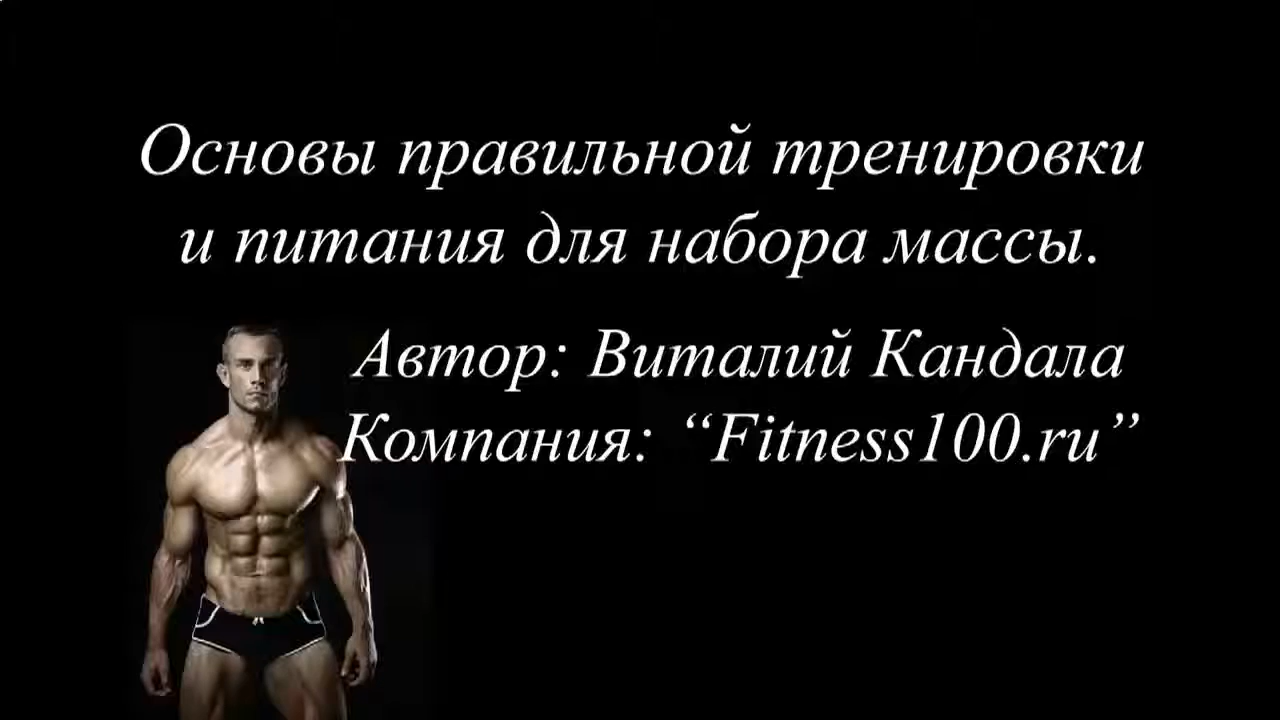 Основы правильной тренировки
и питания для набора массы.
Автор: Виталий Кандала
Компания: “Fitness100.ru”